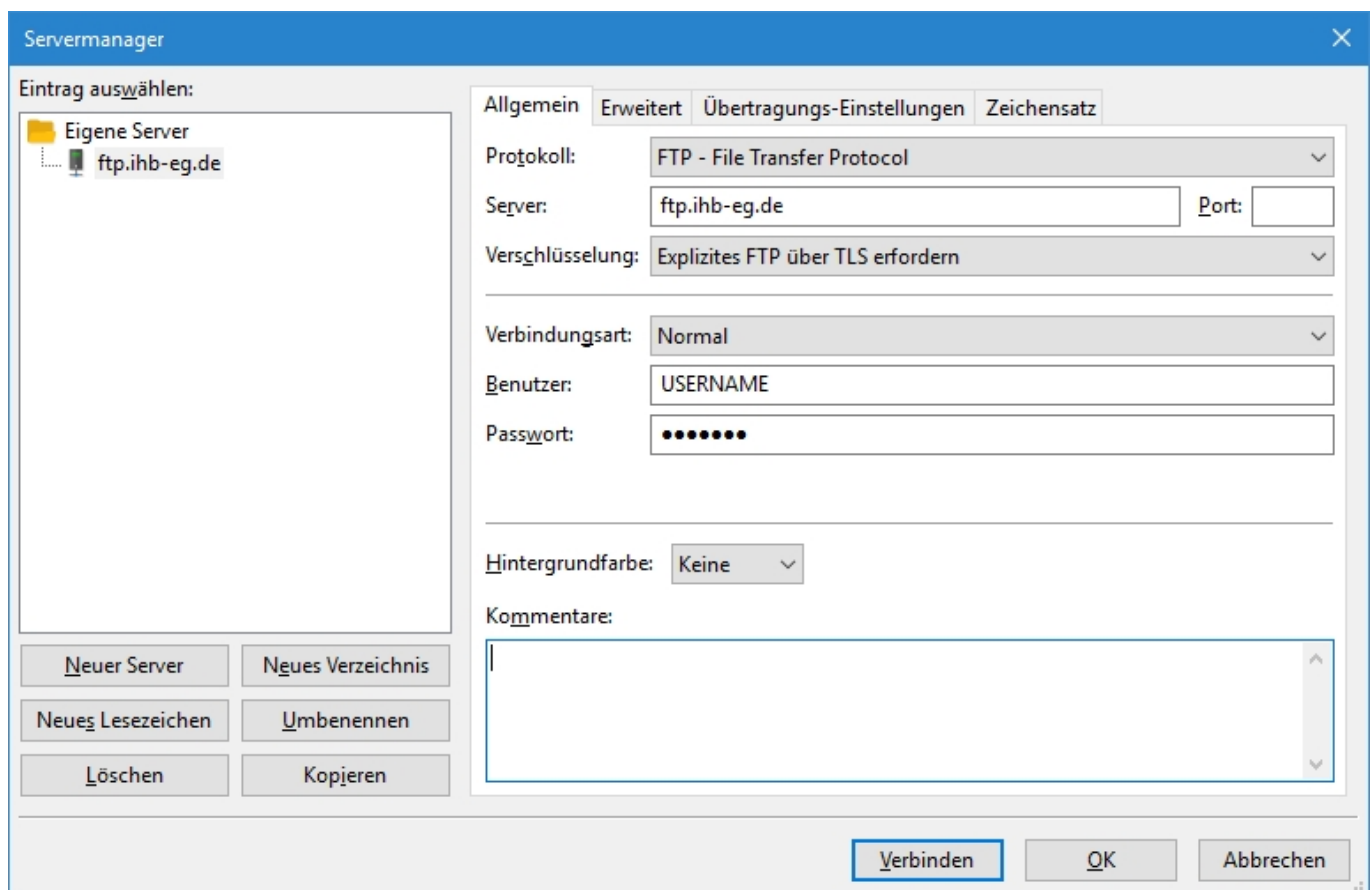 Servermanager
Eintrag auswählen:
Eigene Server
ftp.ihb-eg.de
Neuer Server Neues Verzeichnis
Neues Lesezeichen Umbenennen
Löschen Kopieren
Allgemein Erweitert Übertragungs-Einstellungen Zeichensatz
Protokoll: FTP - File Transfer Protocol
Server: ftp.ihb-eg.de Port:
Verschlüsselung: Explizites FTP über TLS erfordern
Verbindungsart: Normal
Benutzer: USERNAME
Passwort: •••••••
Hintergrundfarbe: Keine
Kommentare:
Verbinden OK Abbrechen